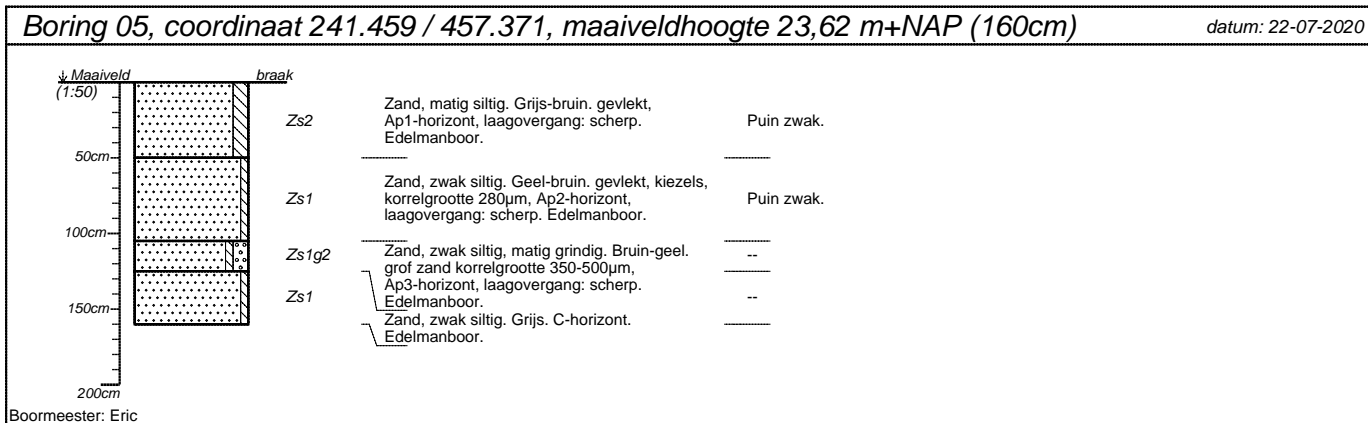 Boring 05, coordinaat 241.459 / 457.371, maaiveldhoogte 23,62 m+NAP (160cm) datum: 22-07-2020
Maaiveld braak
(1:50)
Zs2
Zand, matig siltig. Grijs-bruin. gevlekt,
Ap1-horizont, laagovergang: scherp.
Edelmanboor.
Puin zwak.
50cm
Zs1
Zand, zwak siltig. Geel-bruin. gevlekt, kiezels,
korrelgrootte 280µm, Ap2-horizont,
laagovergang: scherp. Edelmanboor.
Puin zwak.
100cm
Zs1g2
Zand, zwak siltig, matig grindig. Bruin-geel.
grof zand korrelgrootte 350-500µm,
Ap3-horizont, laagovergang: scherp.
Edelmanboor.
--
Zs1
--
150cm
Zand, zwak siltig. Grijs. C-horizont.
Edelmanboor.
200cm
Boormeester: Eric